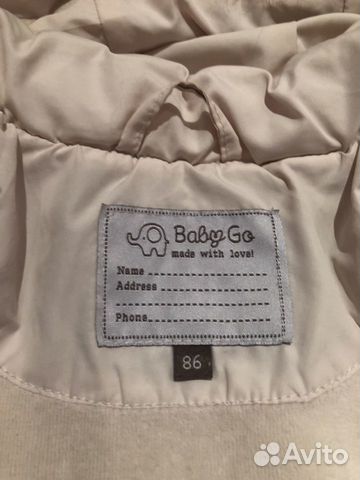 Baby Go
made with love!
Name
Address
Phone
86
Avito